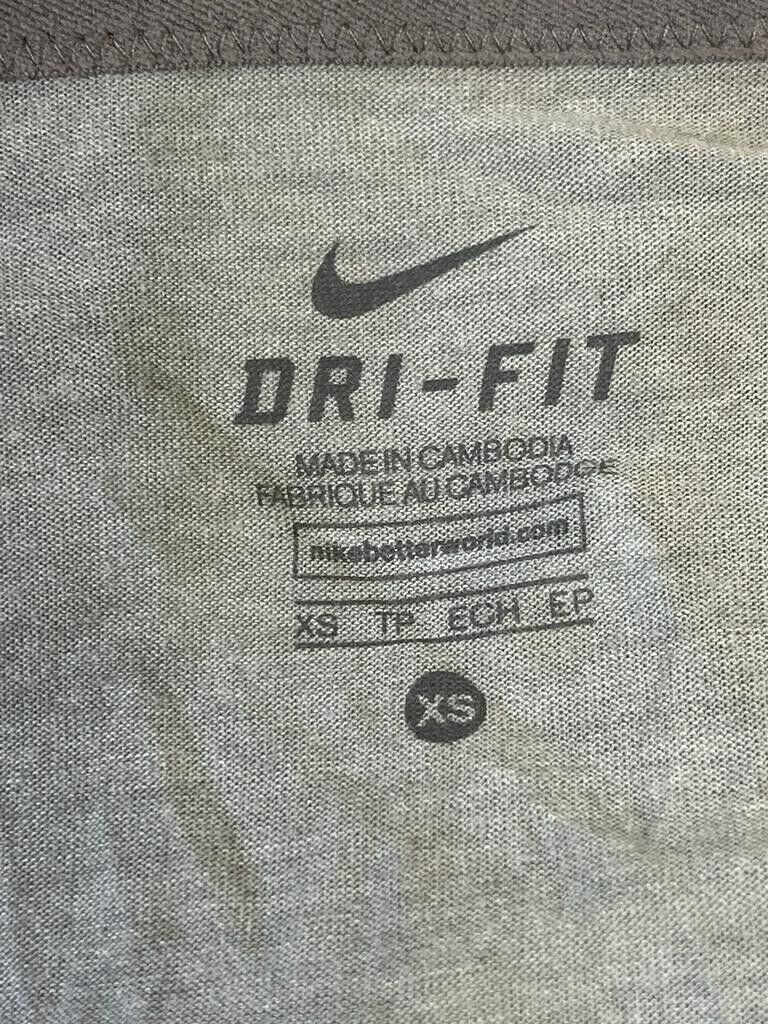 DRI-FIT
MADE IN CAMBODIA
FABRIQUE AU CAMBODGE
nikebetterworld.com
XS TP ECH EP
XS